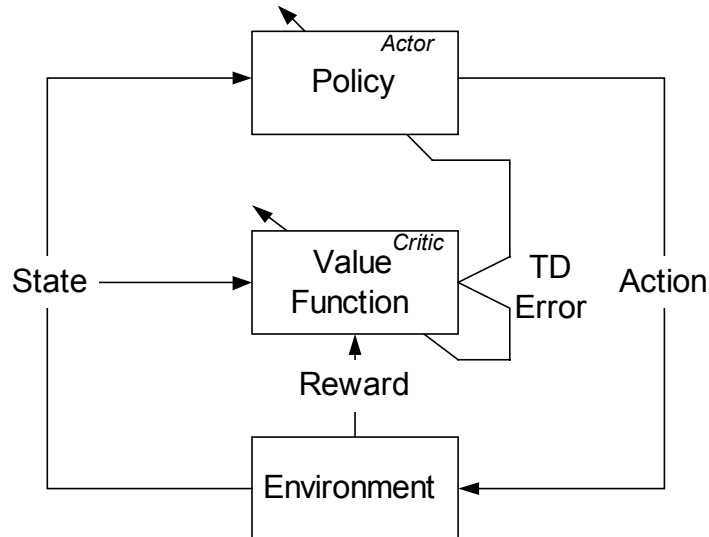 Actor
Policy
Critic
Value
Function
State
TD
Error
Action
Reward
Environment